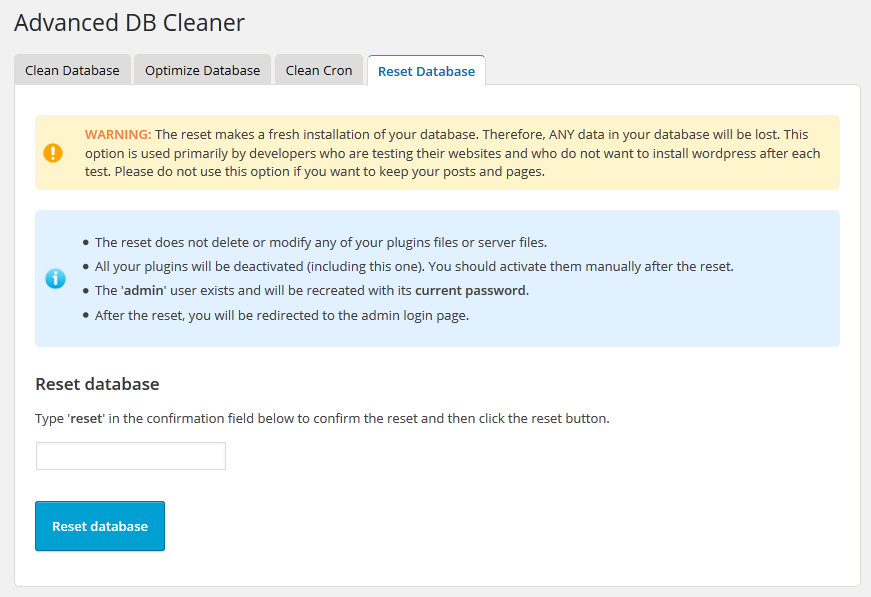 Advanced DB Cleaner
Clean Database Optimize Database Clean Cron Reset Database
WARNING: The reset makes a fresh installation of your database. Therefore, ANY data in your database will be lost. This
option is used primarily by developers who are testing their websites and who do not want to install wordpress after each
test. Please do not use this option if you want to keep your posts and pages.
• The reset does not delete or modify any of your plugins files or server files.
• All your plugins will be deactivated (including this one). You should activate them manually after the reset.
• The 'admin' user exists and will be recreated with its current password.
• After the reset, you will be redirected to the admin login page.
Reset database
Type 'reset' in the confirmation field below to confirm the reset and then click the reset button.
Reset database